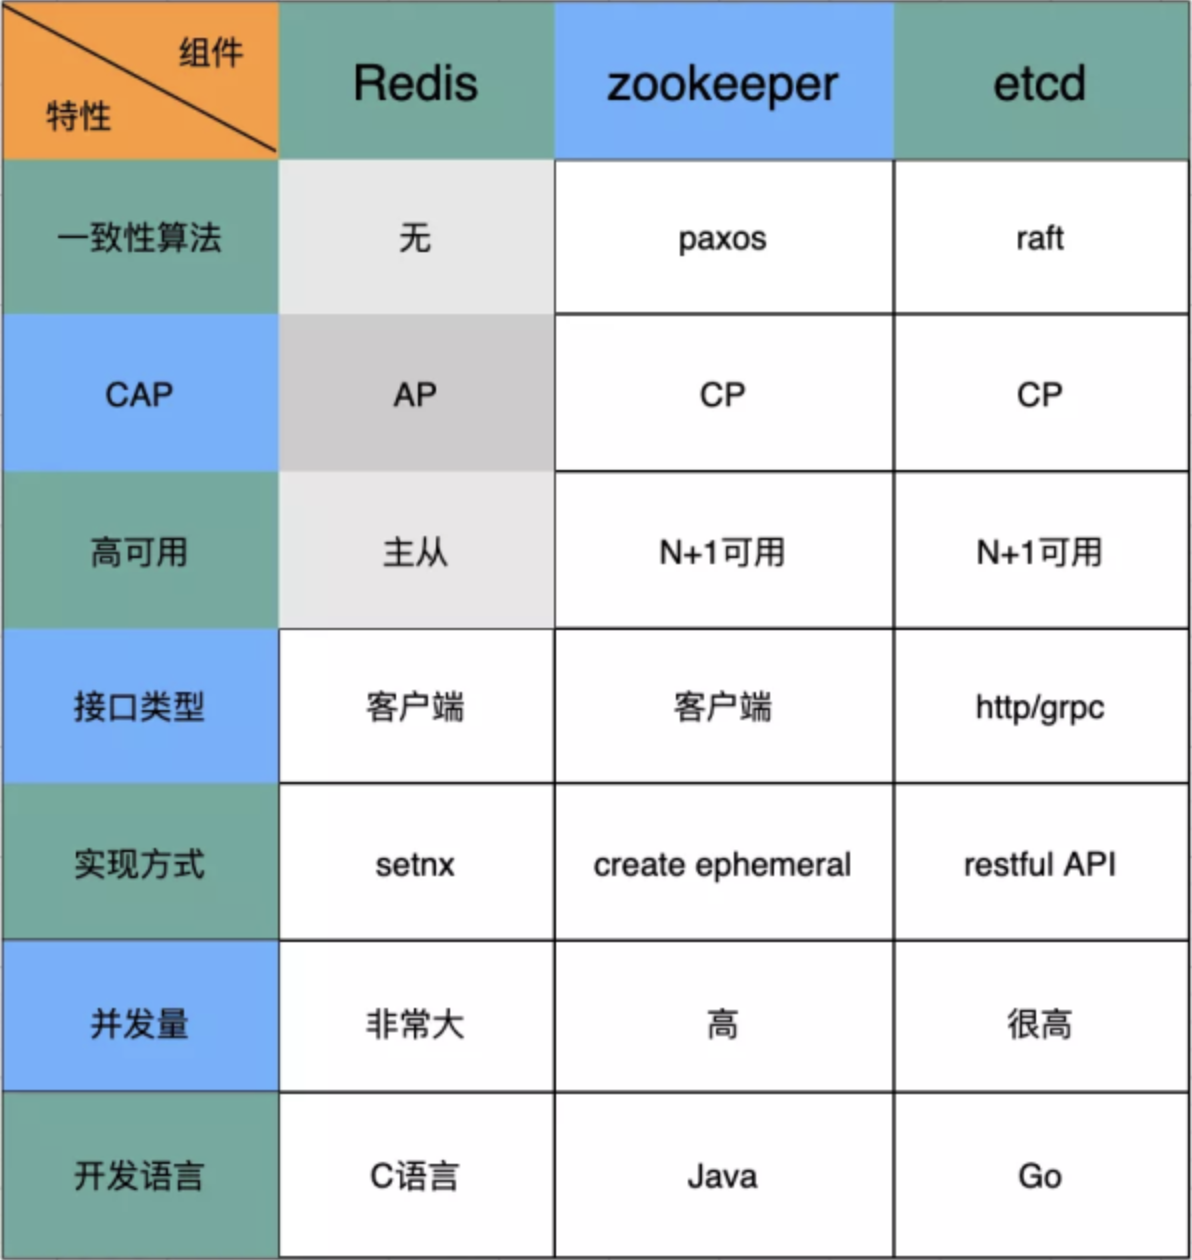 组件
特性
Redis
zookeeper
etcd
一致性算法
无
paxos
raft
CAP
AP
CP
CP
高可用
主从
N+1可用
N+1可用
接口类型
客户端
客户端
http/grpc
实现方式
setnx
create ephemeral
restful API
并发量
非常大
高
很高
开发语言
C语言
Java
Go